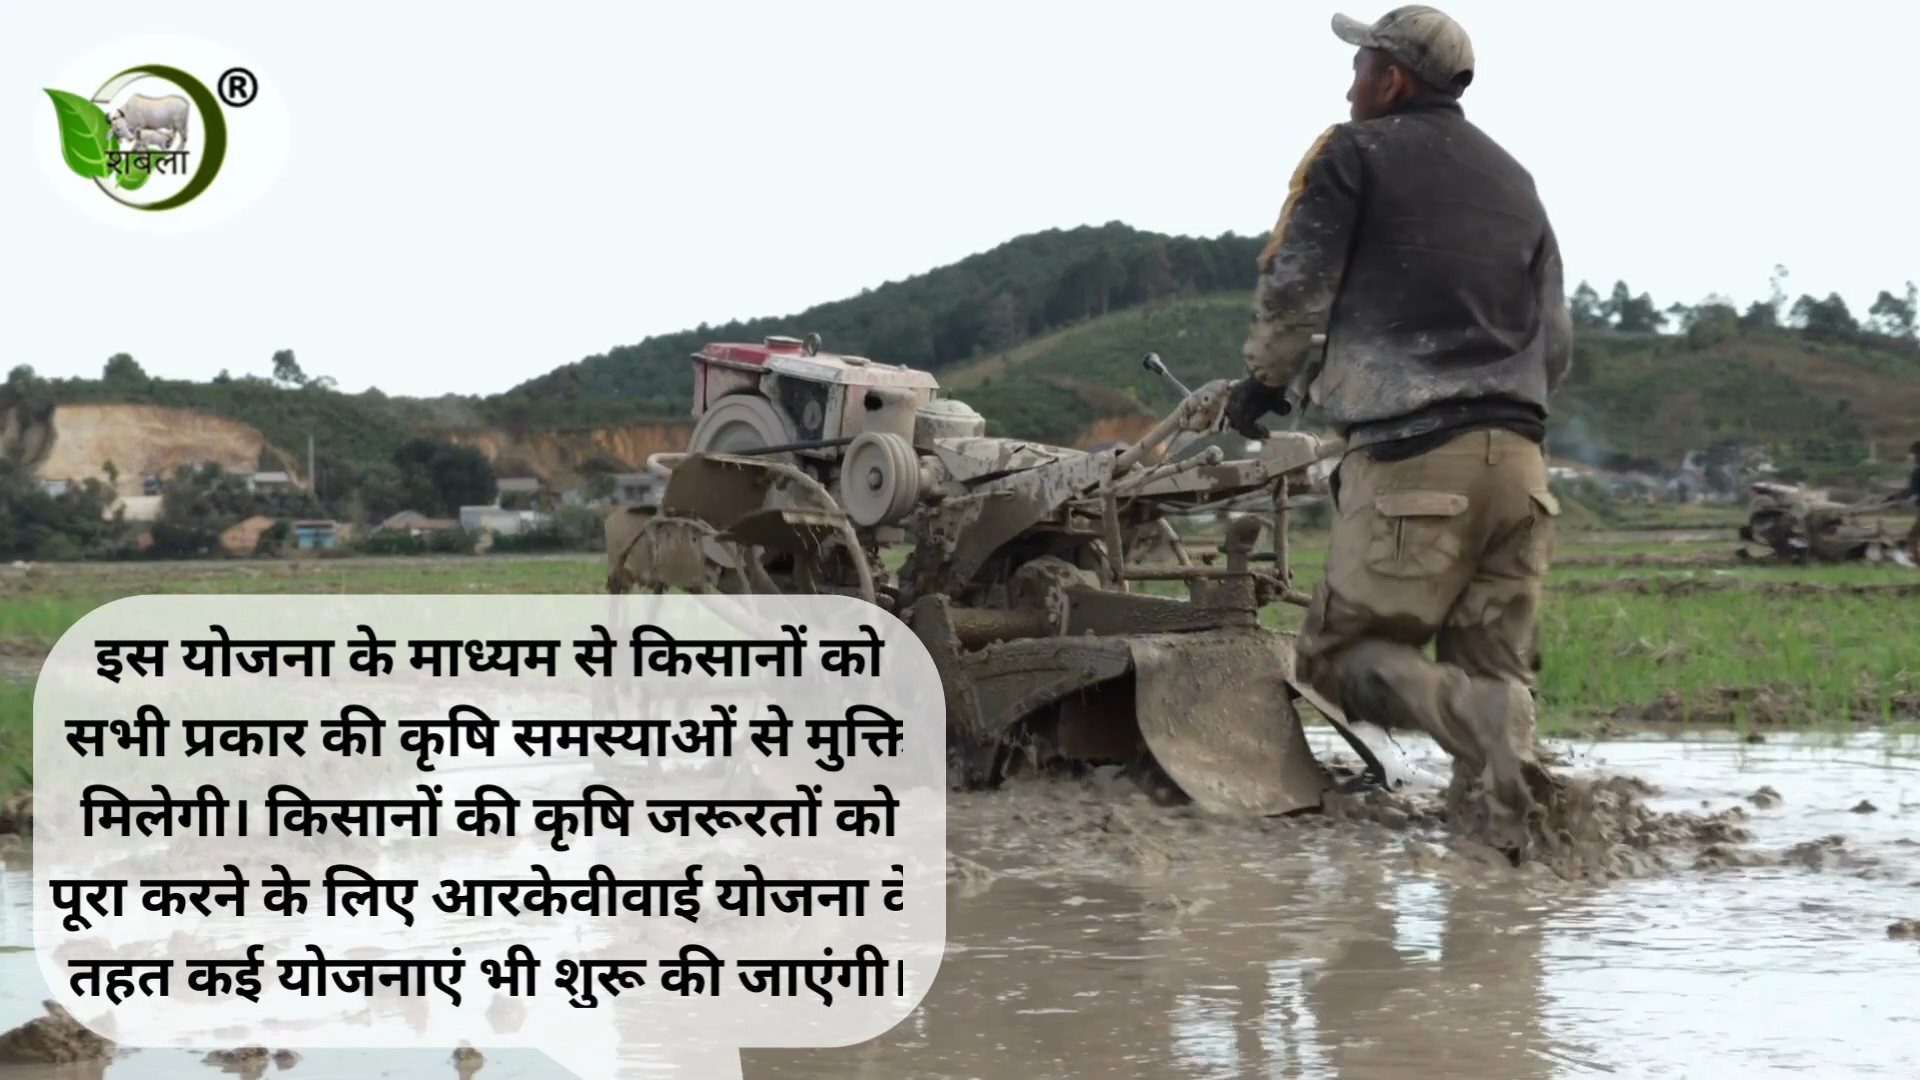 शबला
®
इस योजना के माध्यम से किसानों को
सभी प्रकार की कृषि समस्याओं से मुक्ति
मिलेगी। किसानों की कृषि जरूरतों को
पूरा करने के लिए आरकेवीवाई योजना के
तहत कई योजनाएं भी शुरू की जाएंगी।